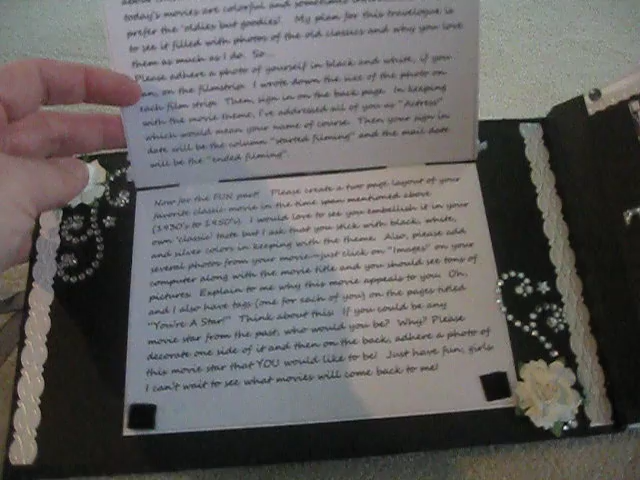 today's movies are colorful and sometimes
prefer the "oldies but goodies! My plan for this travelogue is
to see it filled with photos of the old classics and why you love
them as much as I do. So...
Please adhere a photo of yourself in black and white, if you
can, on the filmstrip. I wrote down the size of the photo on
each film strip. Then, sign in on the back page. In keeping
with the movie theme, I've addressed all of you as "Actress"
which would mean your name of course. Then your sign in
date will be the column "started filming" and the mail date
will be the "ended filming".
Now for the FUN part! Please create a two page layout of your
favorite classic movie in the time span mentioned above
(1930's to 1950's). I would love to see you embellish it in your
own 'classic' taste but I ask that you stick with black, white,
and silver colors in keeping with the theme. Also, please add
several photos from your movie--just click on "Images" on your
computer along with the movie title and you should see tons of
pictures. Explain to me why this movie appeals to you. Oh,
and I also have tags (one for each of you) on the pages titled
"You're A Star!" Think about this: If you could be any
movie star from the past, who would you be? Why? Please
decorate one side of it and then on the back, adhere a photo of
this movie star that YOU would like to be! Just have fun, girls
I can't wait to see what movies will come back to me!